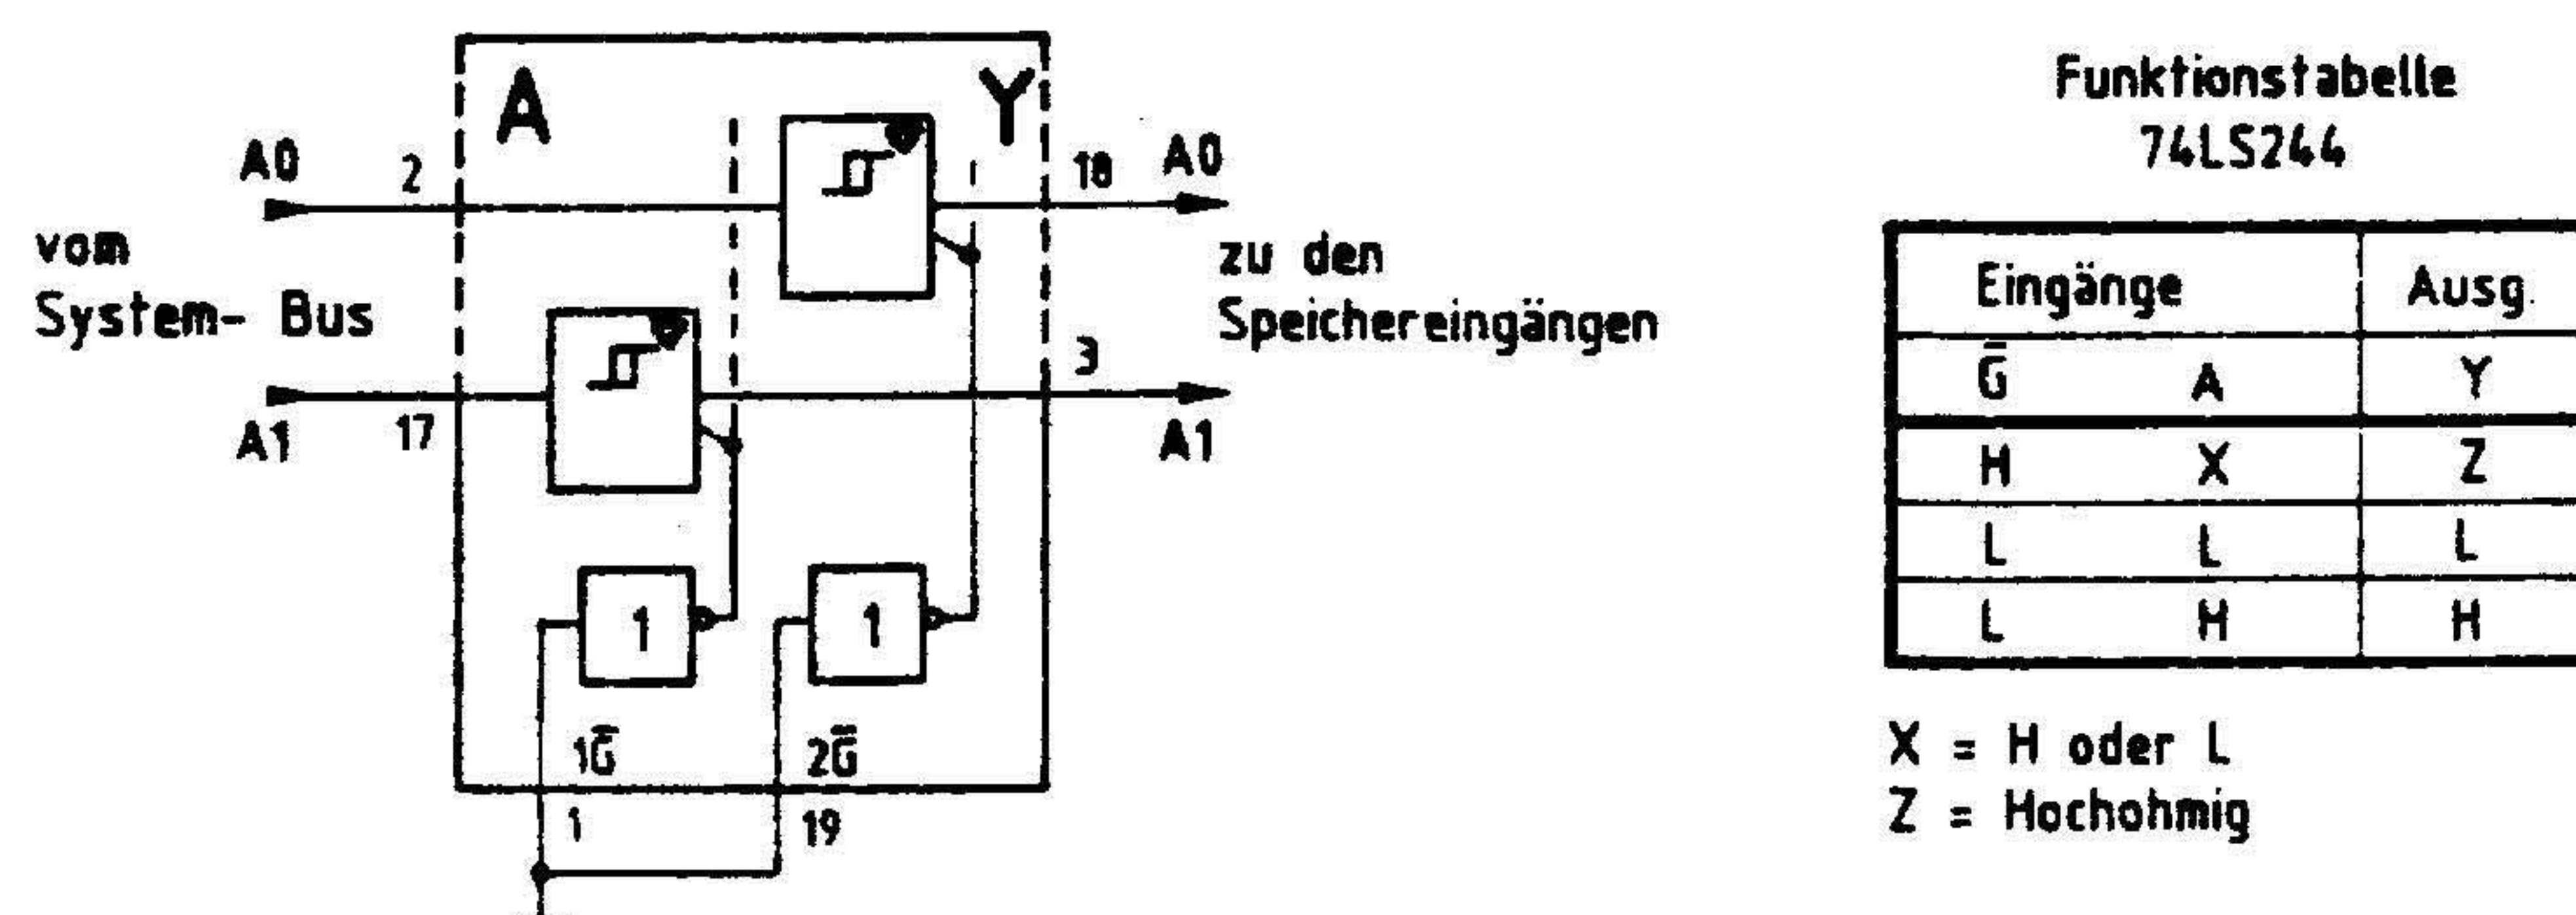 A Y
A0 2 18 A0
vom
System- Bus
zu den
Speichereingängen
3
A1 17 A1
1 1
1G̅ 2G̅
1 19
Funktionstabelle
74LS244
Eingänge Ausg.
G̅ A Y
H X Z
L L L
L H H
X = H oder L
Z = Hochohmig